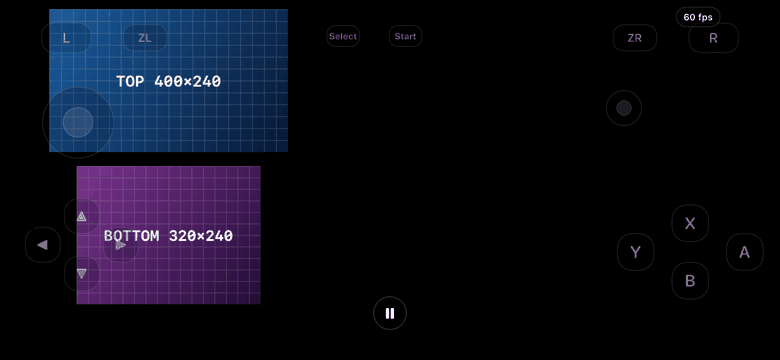 60 fps
L
ZL
Select
Start
ZR
R
TOP 400×240
X
BOTTOM 320×240
Y
A
B